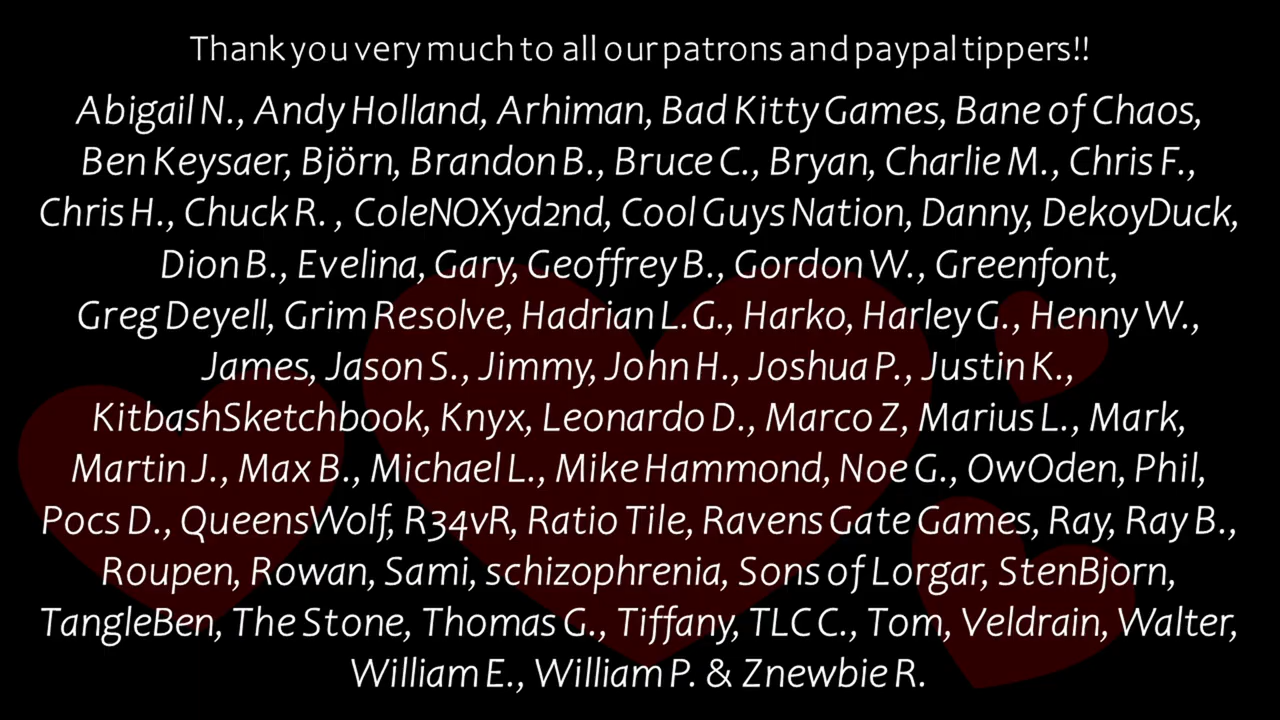 Thank you very much to all our patrons and paypal tippers!!
Abigail N., Andy Holland, Arhiman, Bad Kitty Games, Bane of Chaos,
Ben Keysaer, Björn, Brandon B., Bruce C., Bryan, Charlie M., Chris F.,
Chris H., Chuck R. , ColeNOXyd2nd, Cool Guys Nation, Danny, DekoyDuck,
Dion B., Evelina, Gary, Geoffrey B., Gordon W., Greenfont,
Greg Deyell, Grim Resolve, Hadrian L.G., Harko, Harley G., Henny W.,
James, Jason S., Jimmy, John H., Joshua P., Justin K.,
KitbashSketchbook, Knyx, Leonardo D., Marco Z, Marius L., Mark,
Martin J., Max B., Michael L., Mike Hammond, Noe G., OwOden, Phil,
Pocs D., QueensWolf, R34vR, Ratio Tile, Ravens Gate Games, Ray, Ray B.,
Roupen, Rowan, Sami, schizophrenia, Sons of Lorgar, StenBjorn,
TangleBen, The Stone, Thomas G., Tiffany, TLC C., Tom, Veldrain, Walter,
William E., William P. & Znewbie R.